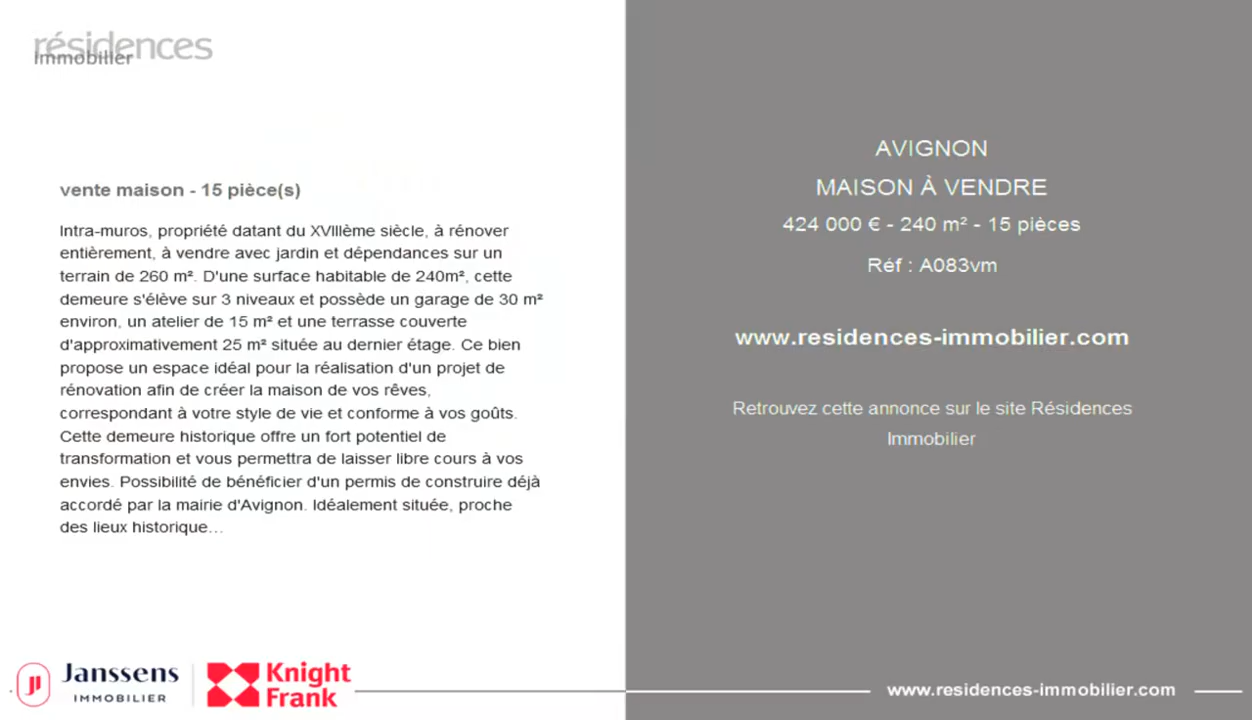 résidences
Immobilier
vente maison - 15 pièce(s)
Intra-muros, propriété datant du XVIIIème siècle, à rénover
entièrement, à vendre avec jardin et dépendances sur un
terrain de 260 m². D'une surface habitable de 240m², cette
demeure s'élève sur 3 niveaux et possède un garage de 30 m²
environ, un atelier de 15 m² et une terrasse couverte
d'approximativement 25 m² située au dernier étage. Ce bien
propose un espace idéal pour la réalisation d'un projet de
rénovation afin de créer la maison de vos rêves,
correspondant à votre style de vie et conforme à vos goûts.
Cette demeure historique offre un fort potentiel de
transformation et vous permettra de laisser libre cours à vos
envies. Possibilité de bénéficier d'un permis de construire déjà
accordé par la mairie d'Avignon. Idéalement située, proche
des lieux historique...
AVIGNON
MAISON À VENDRE
424 000 € - 240 m² - 15 pièces
Réf : A083vm
www.residences-immobilier.com
Retrouvez cette annonce sur le site Résidences
Immobilier
Janssens
IMMOBILIER
Knight
Frank
www.residences-immobilier.com